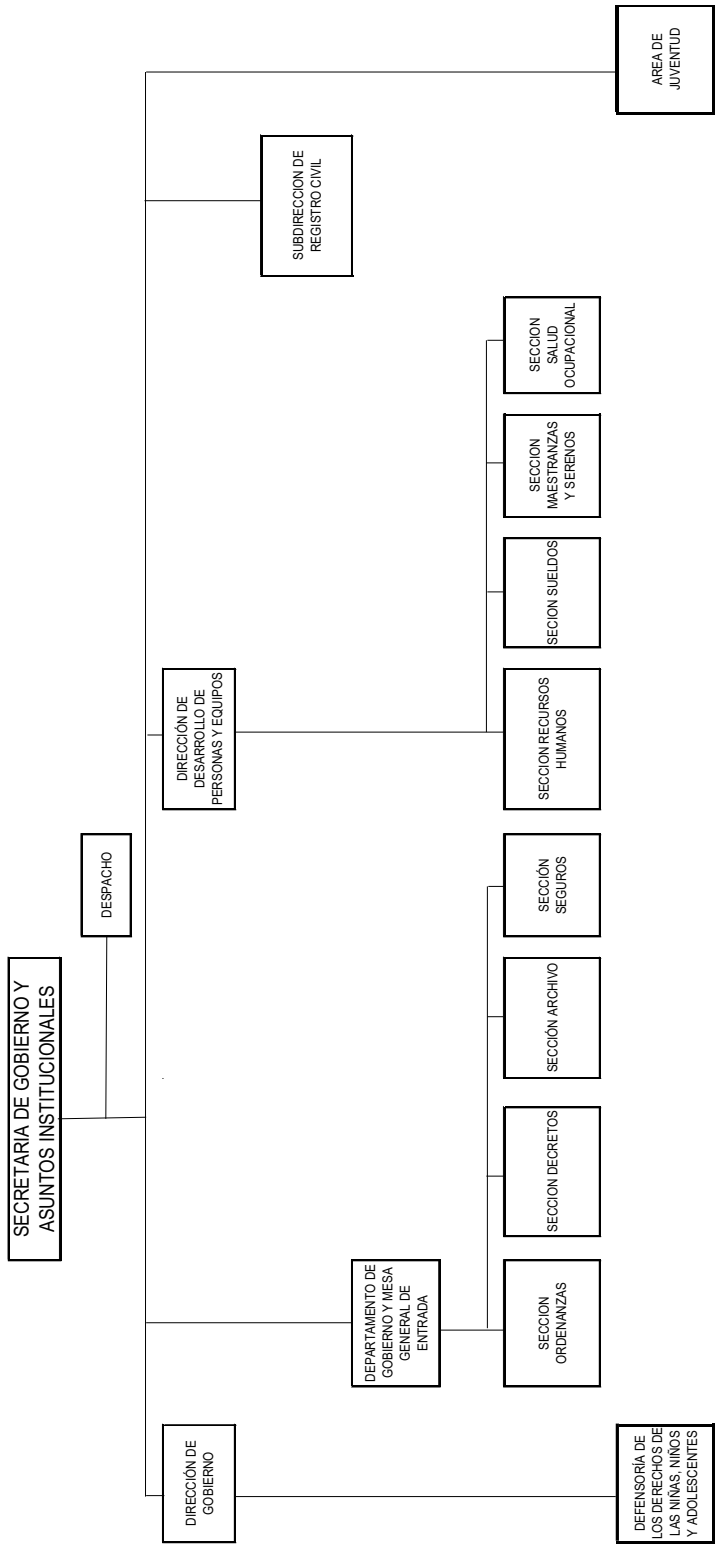 SECRETARIA DE GOBIERNO Y
ASUNTOS INSTITUCIONALES
DESPACHO
DIRECCIÓN DE
GOBIERNO
DIRECCIÓN DE
DESARROLLO DE
PERSONAS Y EQUIPOS
SUBDIRECCION DE
REGISTRO CIVIL
DEPARTAMENTO DE
GOBIERNO Y MESA
GENERAL DE
ENTRADA
SECCION
ORDENANZAS
SECCION DECRETOS
SECCIÓN ARCHIVO
SECCIÓN
SEGUROS
SECCION RECURSOS
HUMANOS
SECION SUELDOS
SECCION
MAESTRANZAS
Y SERENOS
SECCION
SALUD
OCUPACIONAL
DEFENSORÍA DE
LOS DERECHOS DE
LAS NIÑAS, NIÑOS
Y ADOLESCENTES
AREA DE
JUVENTUD